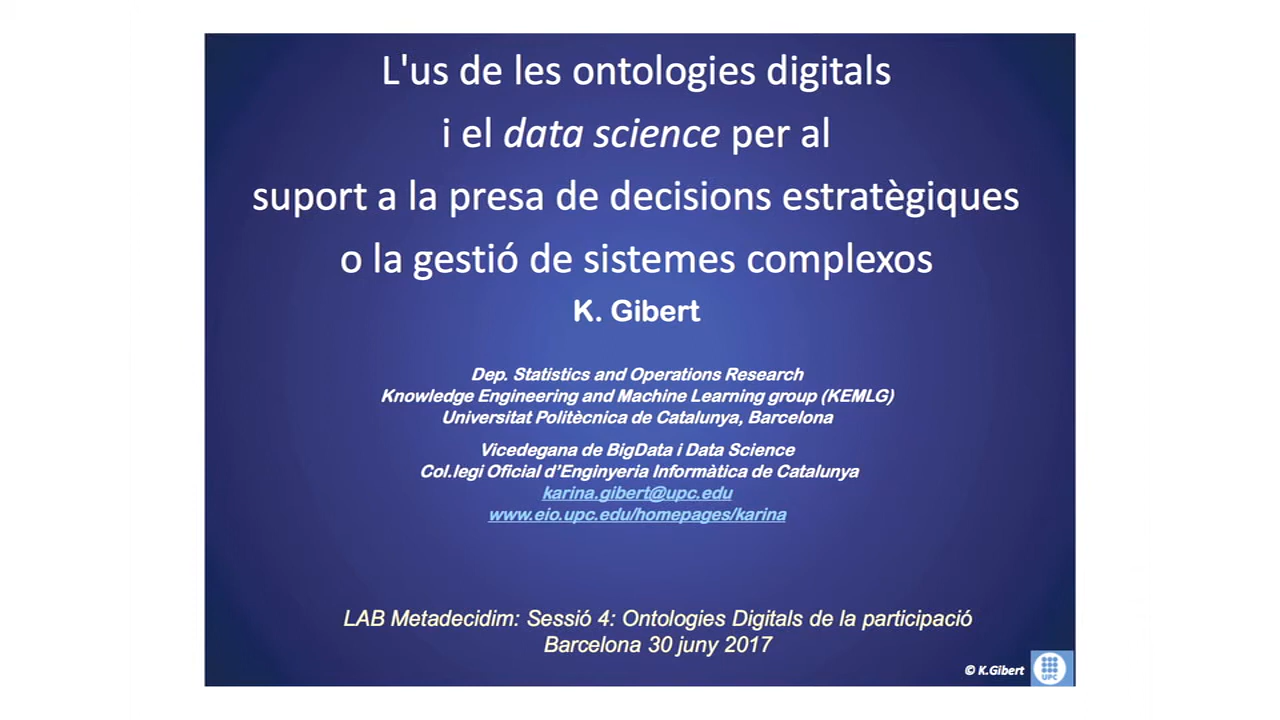 L'us de les ontologies digitals
i el data science per al
suport a la presa de decisions estratègiques
o la gestió de sistemes complexos
K. Gibert
Dep. Statistics and Operations Research
Knowledge Engineering and Machine Learning group (KEMLG)
Universitat Politècnica de Catalunya, Barcelona
Vicedegana de BigData i Data Science
Col.legi Oficial d’Enginyeria Informàtica de Catalunya
karina.gibert@upc.edu
www.eio.upc.edu/homepages/karina
LAB Metadecidim: Sessió 4: Ontologies Digitals de la participació
Barcelona 30 juny 2017
© K.Gibert
UPC